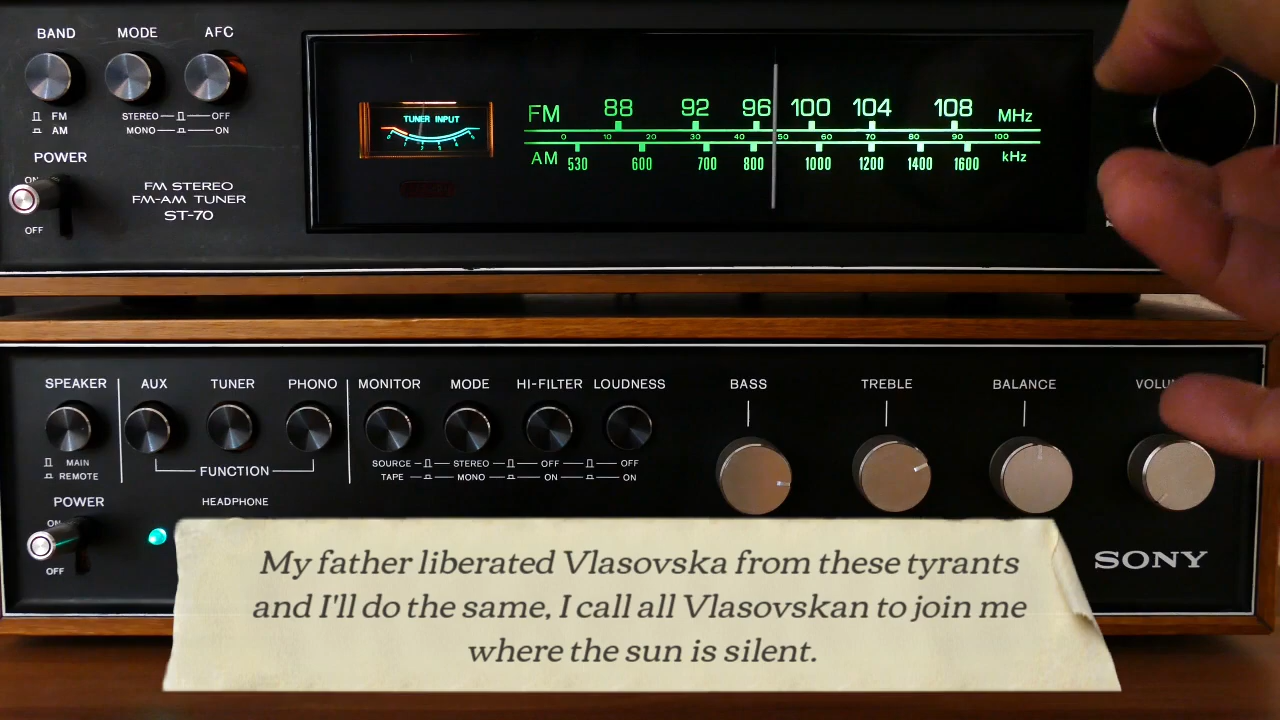 BAND MODE AFC
FM STEREO OFF
AM MONO ON
POWER
ON
OFF
FM STEREO
FM-AM TUNER
ST-70
TUNER INPUT
1 2 3 4 5
FM 88 92 96 100 104 108 MHz
0 10 20 30 40 50 60 70 80 90 100
AM 530 600 700 800 1000 1200 1400 1600 kHz
SPEAKER AUX TUNER PHONO MONITOR MODE HI-FILTER LOUDNESS BASS TREBLE BALANCE
MAIN SOURCE STEREO OFF OFF
REMOTE FUNCTION TAPE MONO ON ON
POWER HEADPHONE
ON
OFF
SONY
My father liberated Vlasovska from these tyrants
and I'll do the same, I call all Vlasovskan to join me
where the sun is silent.